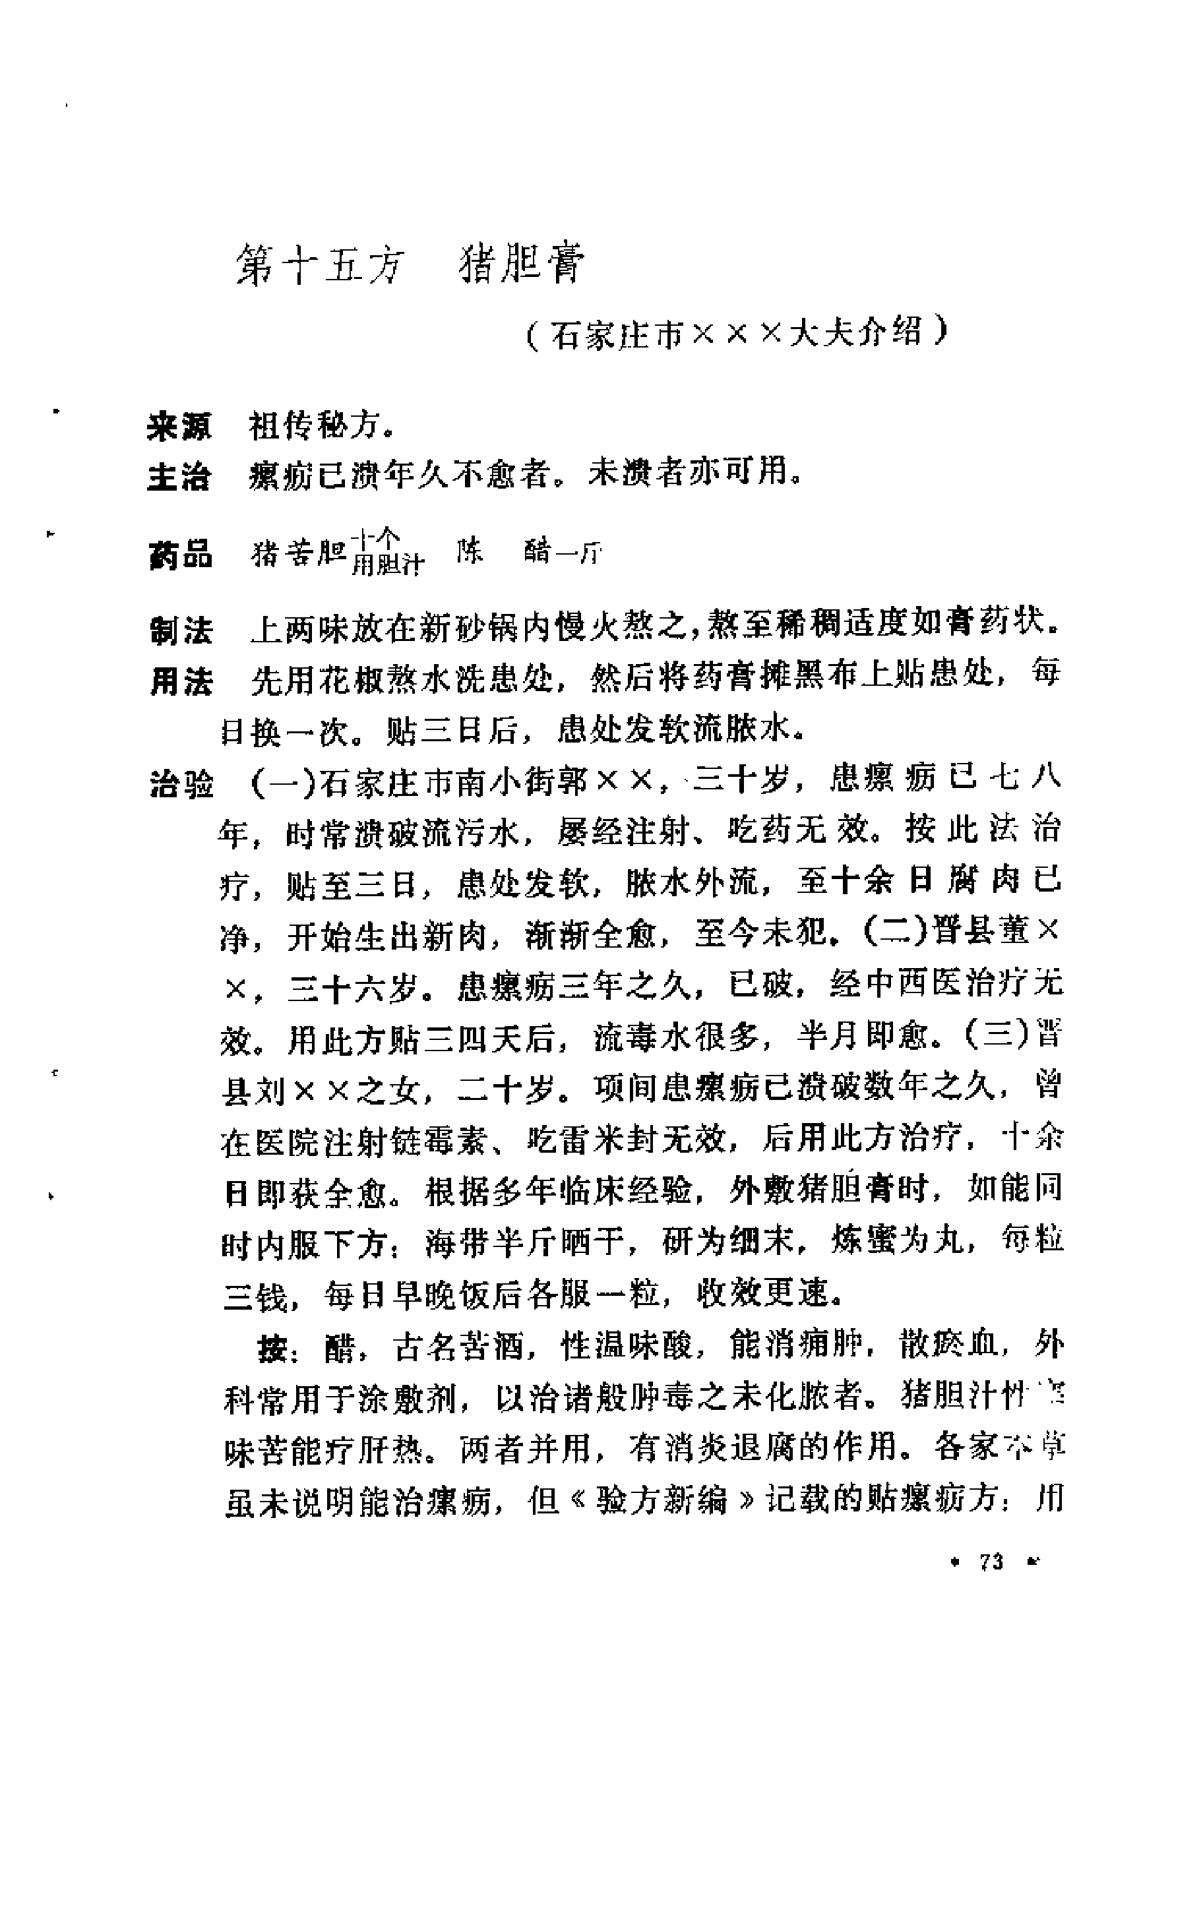 第十五方 猪胆膏
（石家庄市×××大夫介绍）
来源 祖传秘方。
主治 瘰疬已溃年久不愈者。未溃者亦可用。
药品 猪苦胆十个用胆汁 陈 醋一斤
制法 上两味放在新砂锅内慢火熬之，熬至稀稠适度如膏药状。
用法 先用花椒熬水洗患处，然后将药膏摊黑布上贴患处，每
日换一次。贴三日后，患处发软流脓水。
治验 (一)石家庄市南小街郭××，三十岁，患瘰疬已七八
年，时常溃破流污水，屡经注射、吃药无效。按此法治
疗，贴至三日，患处发软，脓水外流，至十余日腐肉已
净，开始生出新肉，渐渐全愈，至今未犯。(二)晋县董×
×，三十六岁。患瘰疬三年之久，已破，经中西医治疗无
效。用此方贴三四天后，流毒水很多，半月即愈。(三)晋
县刘××之女，二十岁。项间患瘰疬已溃破数年之久，曾
在医院注射链霉素、吃雷米封无效，后用此方治疗，十余
日即获全愈。根据多年临床经验，外敷猪胆膏时，如能同
时内服下方：海带半斤晒干，研为细末，炼蜜为丸，每粒
三钱，每日早晚饭后各服一粒，收效更速。
按：醋，古名苦酒，性温味酸，能消痈肿，散瘀血，外
科常用于涂敷剂，以治诸般肿毒之未化脓者。猪胆汁性寒
味苦能疗肝热。两者并用，有消炎退腐的作用。各家本草
虽未说明能治瘰疬，但《验方新编》记载的贴瘰疬方：用
• 73 •